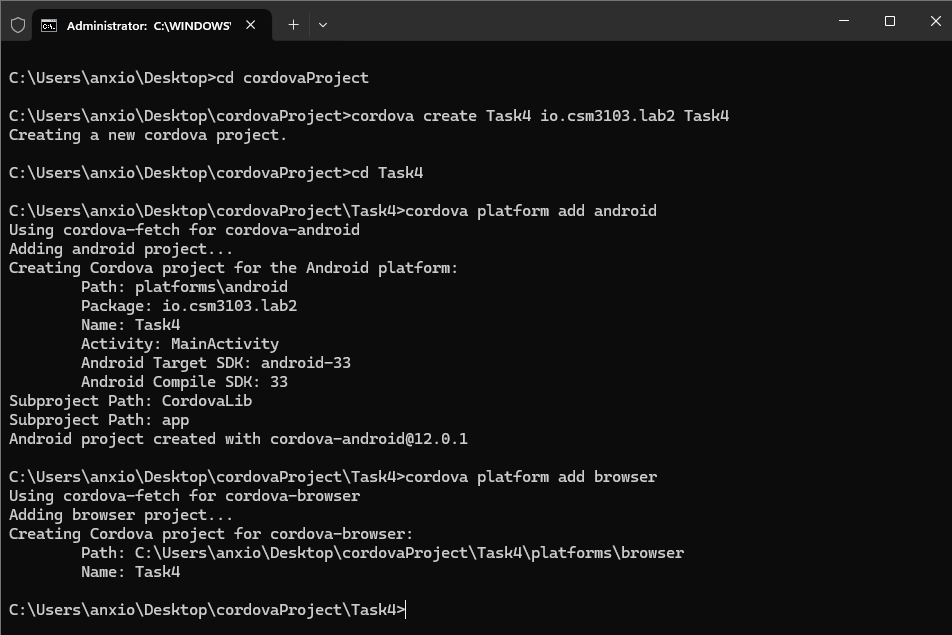 Administrator: C:\WINDOWS\
C:\Users\anxio\Desktop>cd cordovaProject
C:\Users\anxio\Desktop\cordovaProject>cordova create Task4 io.csm3103.lab2 Task4
Creating a new cordova project.
C:\Users\anxio\Desktop\cordovaProject>cd Task4
C:\Users\anxio\Desktop\cordovaProject\Task4>cordova platform add android
Using cordova-fetch for cordova-android
Adding android project...
Creating Cordova project for the Android platform:
Path: platforms\android
Package: io.csm3103.lab2
Name: Task4
Activity: MainActivity
Android Target SDK: android-33
Android Compile SDK: 33
Subproject Path: CordovaLib
Subproject Path: app
Android project created with cordova-android@12.0.1
C:\Users\anxio\Desktop\cordovaProject\Task4>cordova platform add browser
Using cordova-fetch for cordova-browser
Adding browser project...
Creating Cordova project for cordova-browser:
Path: C:\Users\anxio\Desktop\cordovaProject\Task4\platforms\browser
Name: Task4
C:\Users\anxio\Desktop\cordovaProject\Task4>